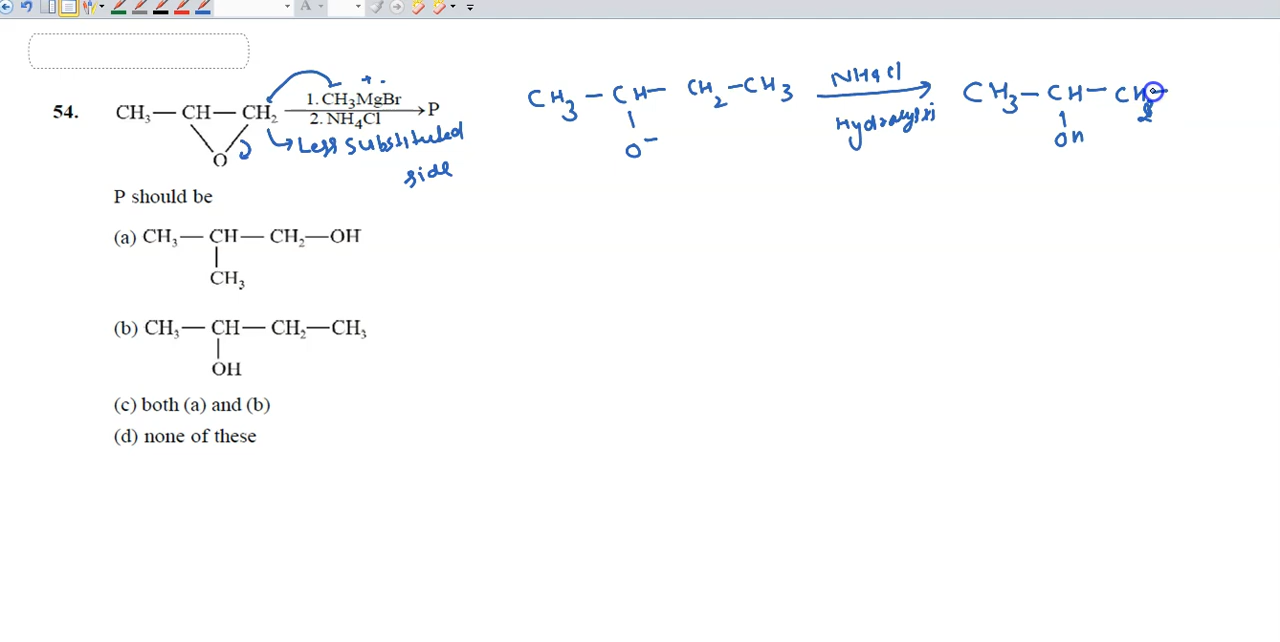 54. CH₃—CH—CH₂ 1. CH₃MgBr 2. NH₄Cl P
O
+
Less substituted
side
CH₃ – CH – CH₂ – CH₃
O⁻
NH₄Cl
CH₃ – CH – CH₂
OH
P should be
(a) CH₃—CH—CH₂—OH
CH₃
(b) CH₃—CH—CH₂—CH₃
OH
(c) both (a) and (b)
(d) none of these